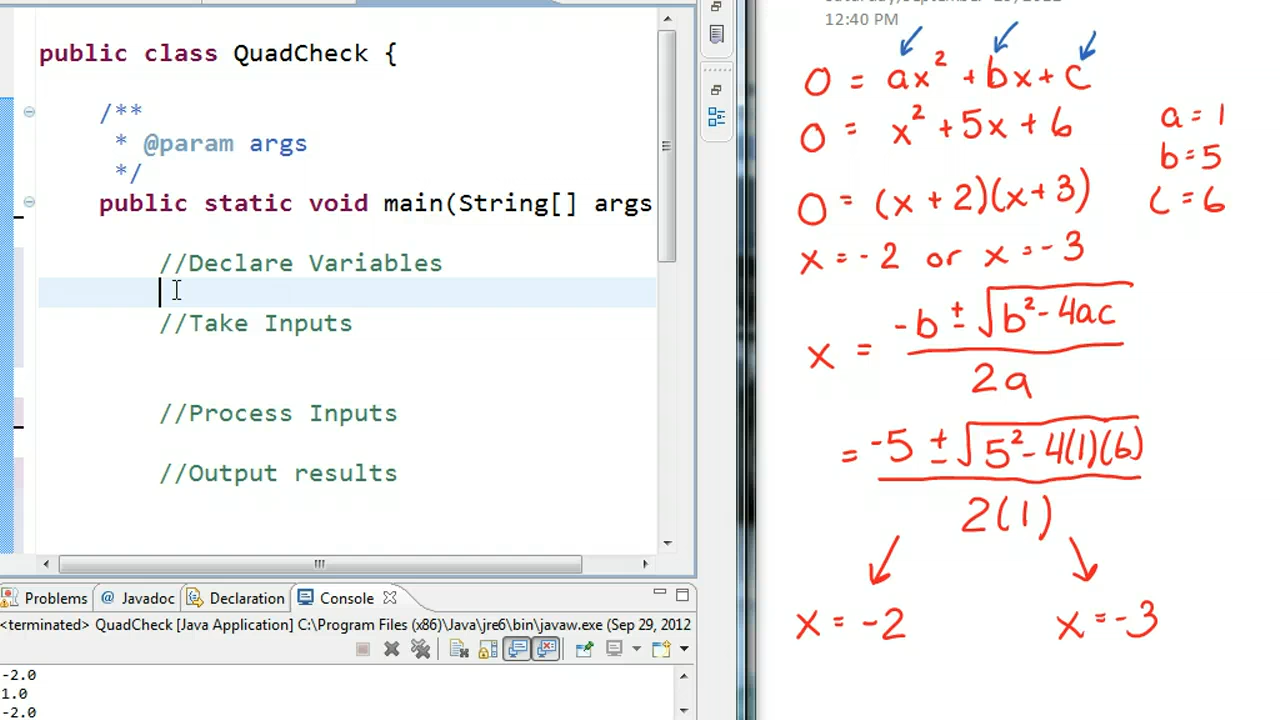 public class QuadCheck {
/**
* @param args
*/
public static void main(String[] args
//Declare Variables
//Take Inputs
//Process Inputs
//Output results
Problems @ Javadoc Declaration Console
<terminated> QuadCheck [Java Application] C:\Program Files (x86)\Java\jre6\bin\javaw.exe (Sep 29, 2012
-2.0
1.0
-2.0
12:40 PM
0 = ax² + bx + c
0 = x² + 5x + 6
a = 1
b = 5
c = 6
0 = (x + 2)(x + 3)
x = -2 or x = -3
x = -b ± √b² - 4ac
2a
= -5 ± √5² - 4(1)(6)
2(1)
x = -2 x = -3